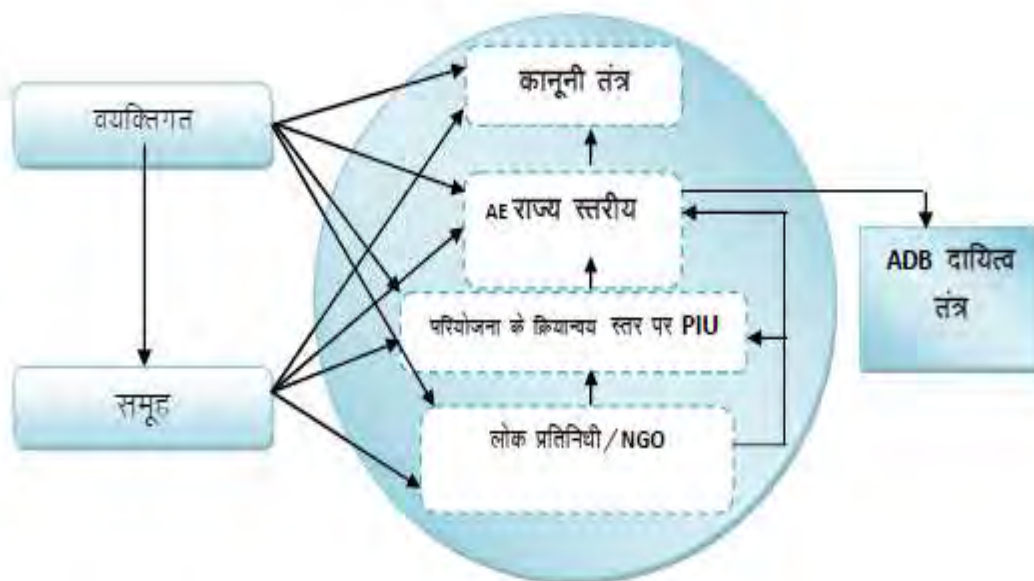 वयक्तिगत
समूह
कानूनी तंत्र
AE राज्य स्तरीय
परियोजना के क्रियान्वय स्तर पर PIU
लोक प्रतिनिधी/NGO
ADB दायित्व
तंत्र